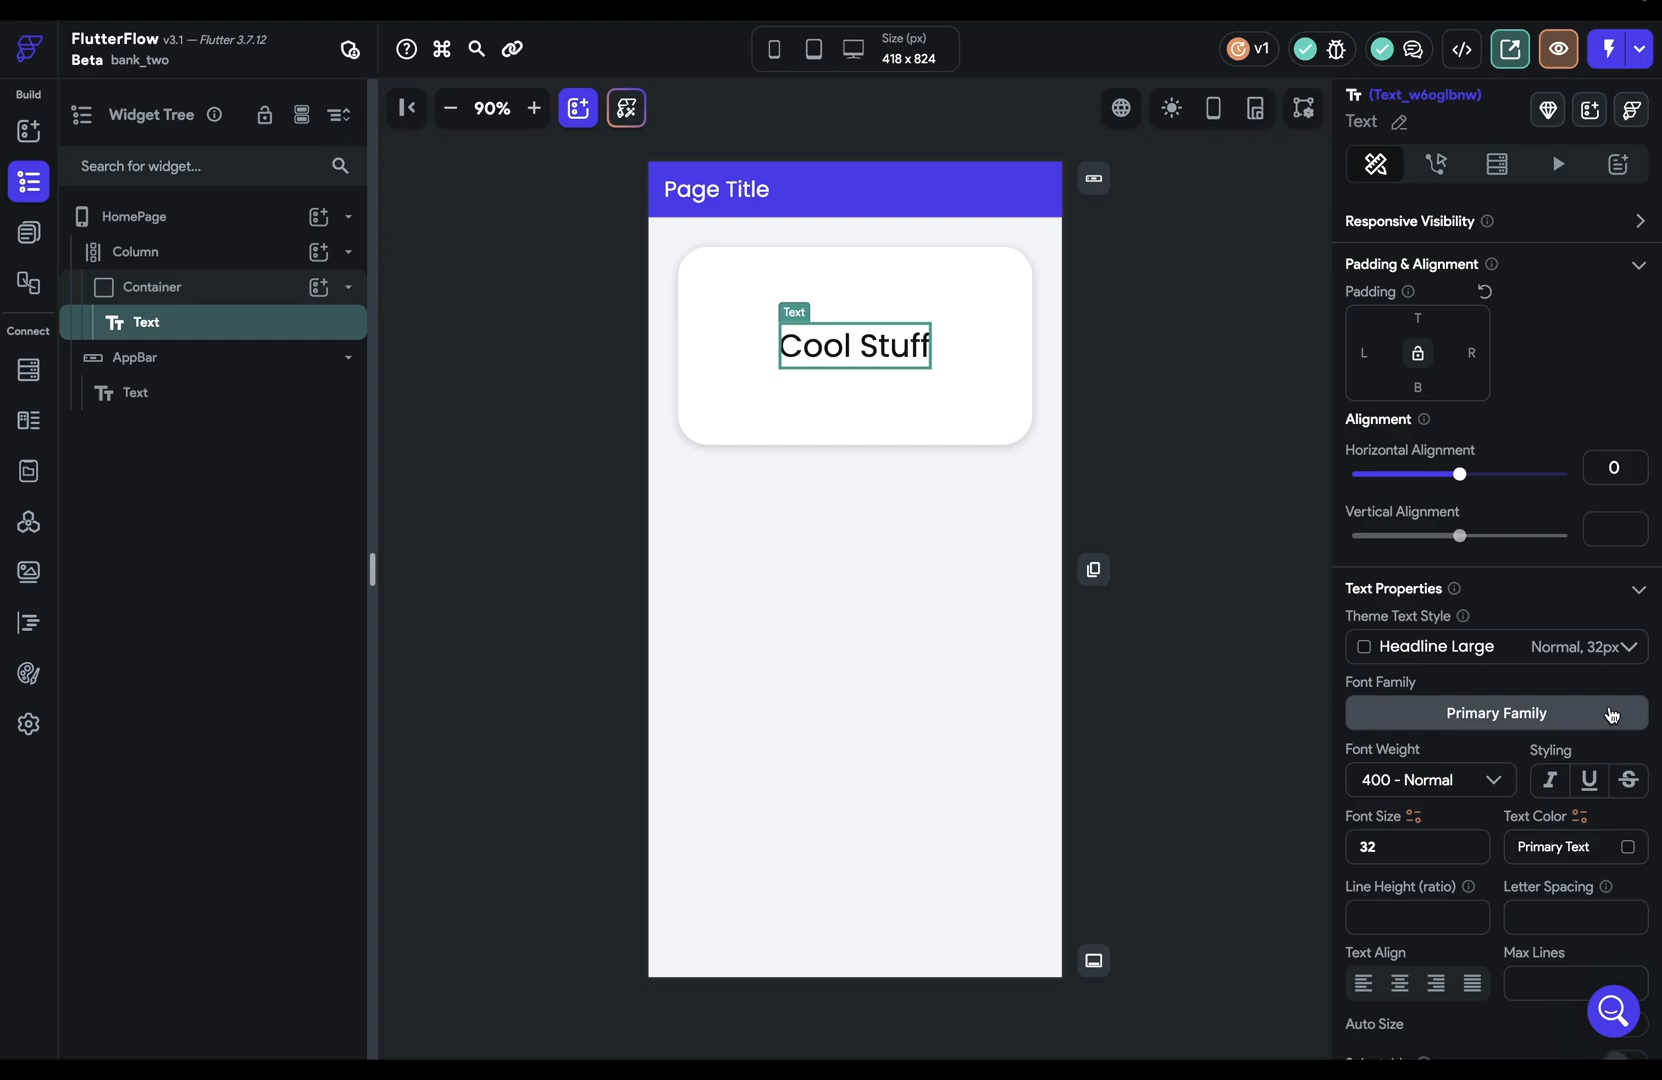 FlutterFlow v3.1 — Flutter 3.7.12
Beta bank_two
Size (px)
418 x 824
v1
Build
Connect
Widget Tree
Search for widget...
HomePage
Column
Container
Text
AppBar
Text
90%
Page Title
Text
Cool Stuff
(Text_w6oglbnw)
Text
Responsive Visibility
Padding & Alignment
Padding
T
L
R
B
Alignment
Horizontal Alignment
0
Vertical Alignment
Text Properties
Theme Text Style
Headline Large Normal, 32px
Font Family
Primary Family
Font Weight
Styling
400 - Normal
Font Size
Text Color
32
Primary Text
Line Height (ratio)
Letter Spacing
Text Align
Max Lines
Auto Size